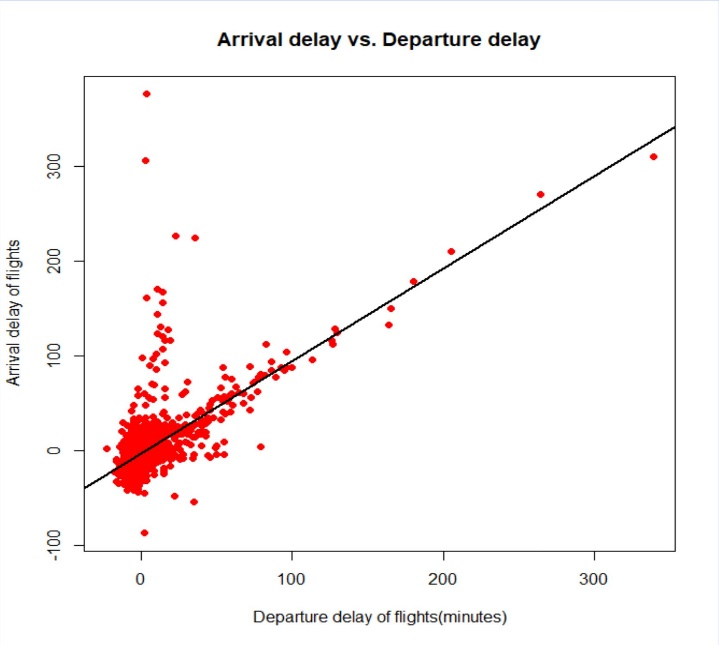 Arrival delay vs. Departure delay
Arrival delay of flights
300
200
100
0
-100
0 100 200 300
Departure delay of flights(minutes)